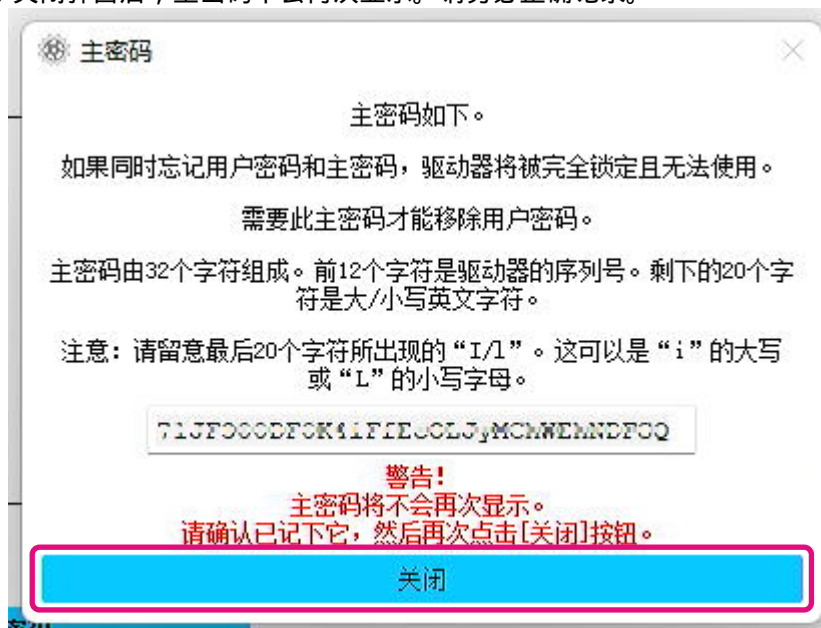 主密码
主密码如下。
如果同时忘记用户密码和主密码，驱动器将被完全锁定且无法使用。
需要此主密码才能移除用户密码。
主密码由32个字符组成。前12个字符是驱动器的序列号。剩下的20个字
符是大/小写英文字符。
注意：请留意最后20个字符所出现的“I/l”。这可以是“i”的大写
或“L”的小写字母。
警告!
主密码将不会再次显示。
请确认已记下它，然后再次点击[关闭]按钮。
关闭